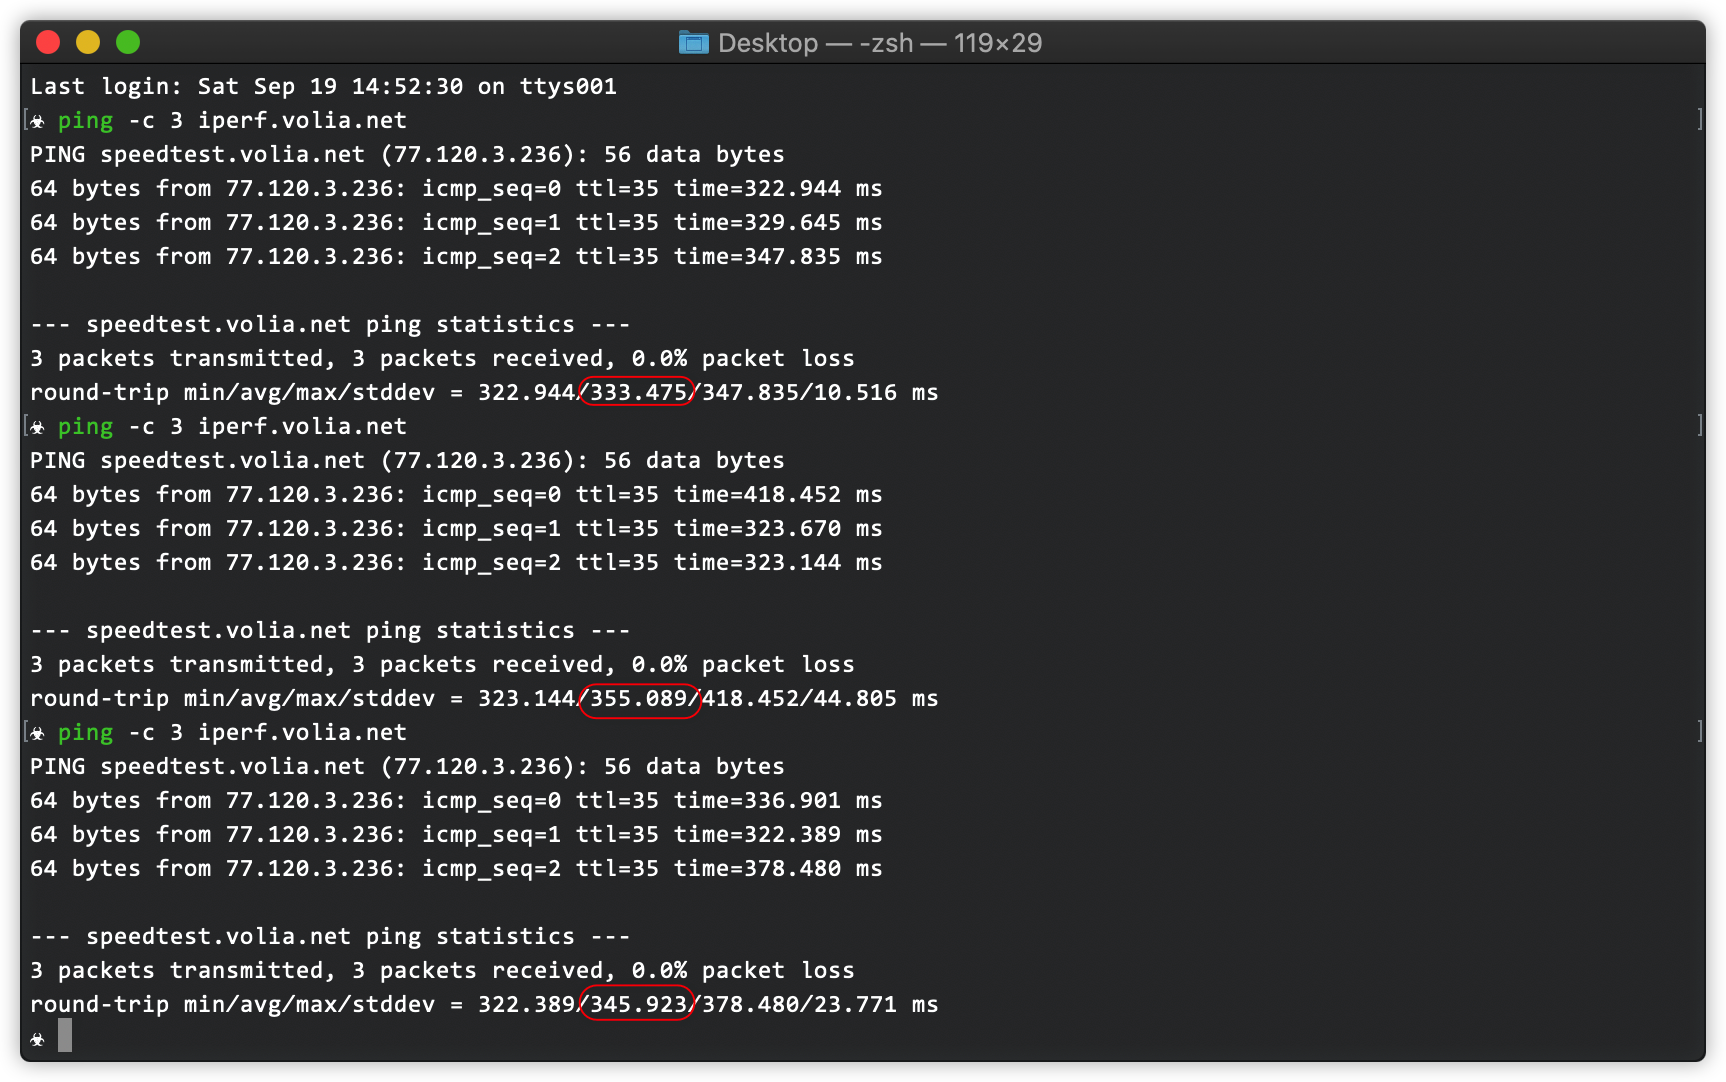 Desktop — -zsh — 119×29
Last login: Sat Sep 19 14:52:30 on ttys001
[☣ ping -c 3 iperf.volia.net ]
PING speedtest.volia.net (77.120.3.236): 56 data bytes
64 bytes from 77.120.3.236: icmp_seq=0 ttl=35 time=322.944 ms
64 bytes from 77.120.3.236: icmp_seq=1 ttl=35 time=329.645 ms
64 bytes from 77.120.3.236: icmp_seq=2 ttl=35 time=347.835 ms

--- speedtest.volia.net ping statistics ---
3 packets transmitted, 3 packets received, 0.0% packet loss
round-trip min/avg/max/stddev = 322.944/333.475/347.835/10.516 ms
[☣ ping -c 3 iperf.volia.net ]
PING speedtest.volia.net (77.120.3.236): 56 data bytes
64 bytes from 77.120.3.236: icmp_seq=0 ttl=35 time=418.452 ms
64 bytes from 77.120.3.236: icmp_seq=1 ttl=35 time=323.670 ms
64 bytes from 77.120.3.236: icmp_seq=2 ttl=35 time=323.144 ms

--- speedtest.volia.net ping statistics ---
3 packets transmitted, 3 packets received, 0.0% packet loss
round-trip min/avg/max/stddev = 323.144/355.089/418.452/44.805 ms
[☣ ping -c 3 iperf.volia.net ]
PING speedtest.volia.net (77.120.3.236): 56 data bytes
64 bytes from 77.120.3.236: icmp_seq=0 ttl=35 time=336.901 ms
64 bytes from 77.120.3.236: icmp_seq=1 ttl=35 time=322.389 ms
64 bytes from 77.120.3.236: icmp_seq=2 ttl=35 time=378.480 ms

--- speedtest.volia.net ping statistics ---
3 packets transmitted, 3 packets received, 0.0% packet loss
round-trip min/avg/max/stddev = 322.389/345.923/378.480/23.771 ms
☣